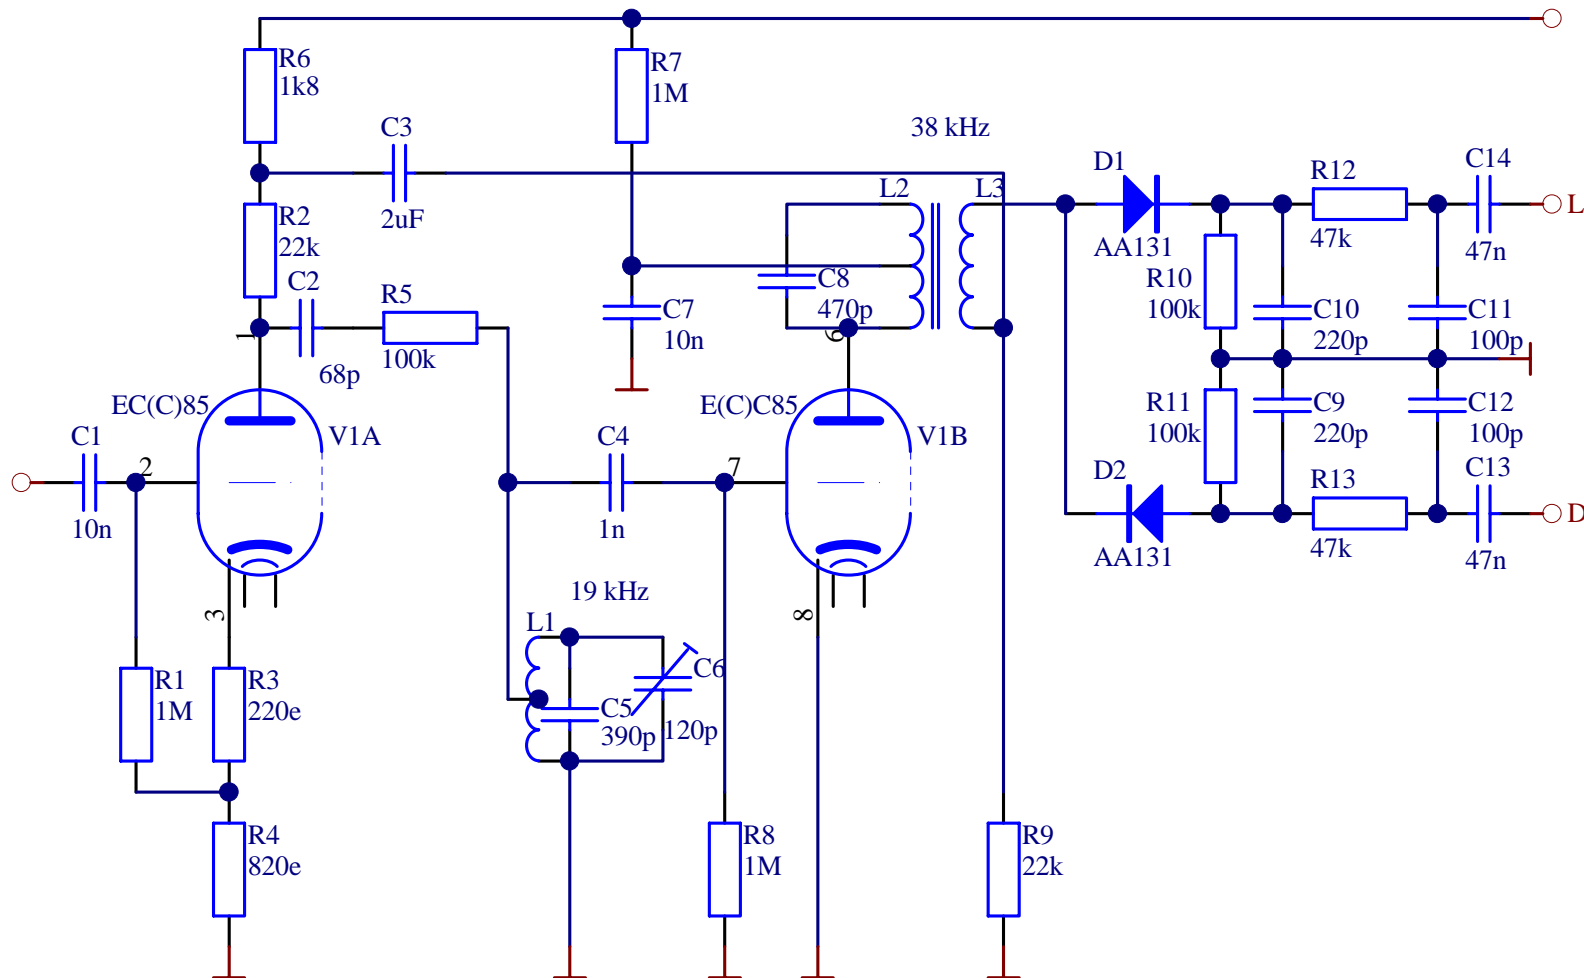 R6
1k8
R7
1M
C3
2uF
38 kHz
R2
22k
L2
L3
D1
AA131
R12
47k
C14
47n
L
C2
68p
R5
100k
C7
10n
C8
470p
R10
100k
C10
220p
C11
100p
1
6
EC(C)85
V1A
E(C)C85
V1B
R11
100k
C9
220p
C12
100p
C1
10n
2
C4
1n
7
D2
AA131
R13
47k
C13
47n
D
19 kHz
3
8
L1
C6
120p
C5
390p
R1
1M
R3
220e
R4
820e
R8
1M
R9
22k